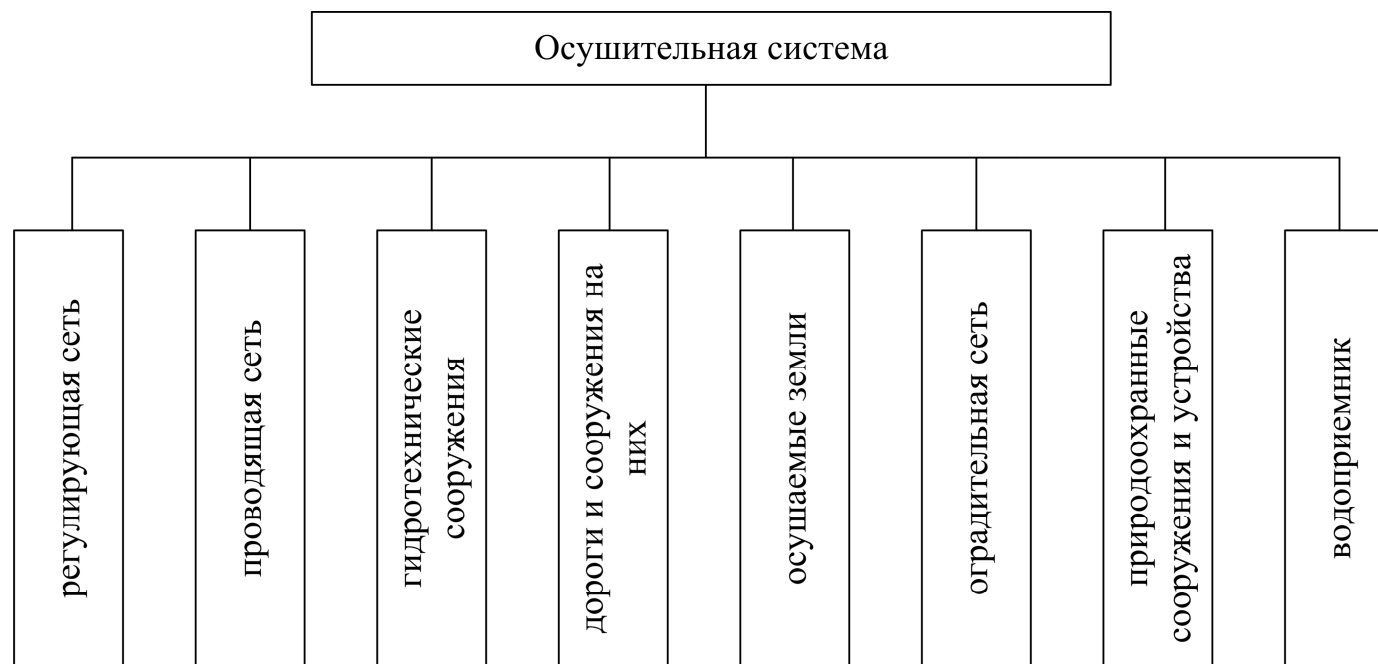 Осушительная система
регулирующая сеть
проводящая сеть
гидротехнические
сооружения
дороги и сооружения на
них
осушаемые земли
оградительная сеть
природоохранные
сооружения и устройства
водоприемник